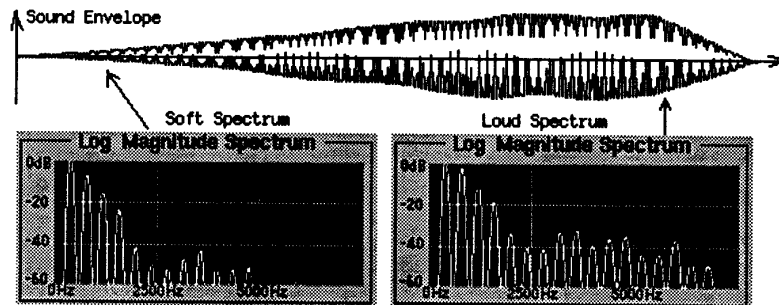 Sound Envelope
Soft Spectrum
Loud Spectrum
Log Magnitude Spectrum
Log Magnitude Spectrum
0dB
0dB
-20
-20
-40
-40
-60
-60
0Hz 2500Hz 5000Hz
0Hz 2500Hz 5000Hz